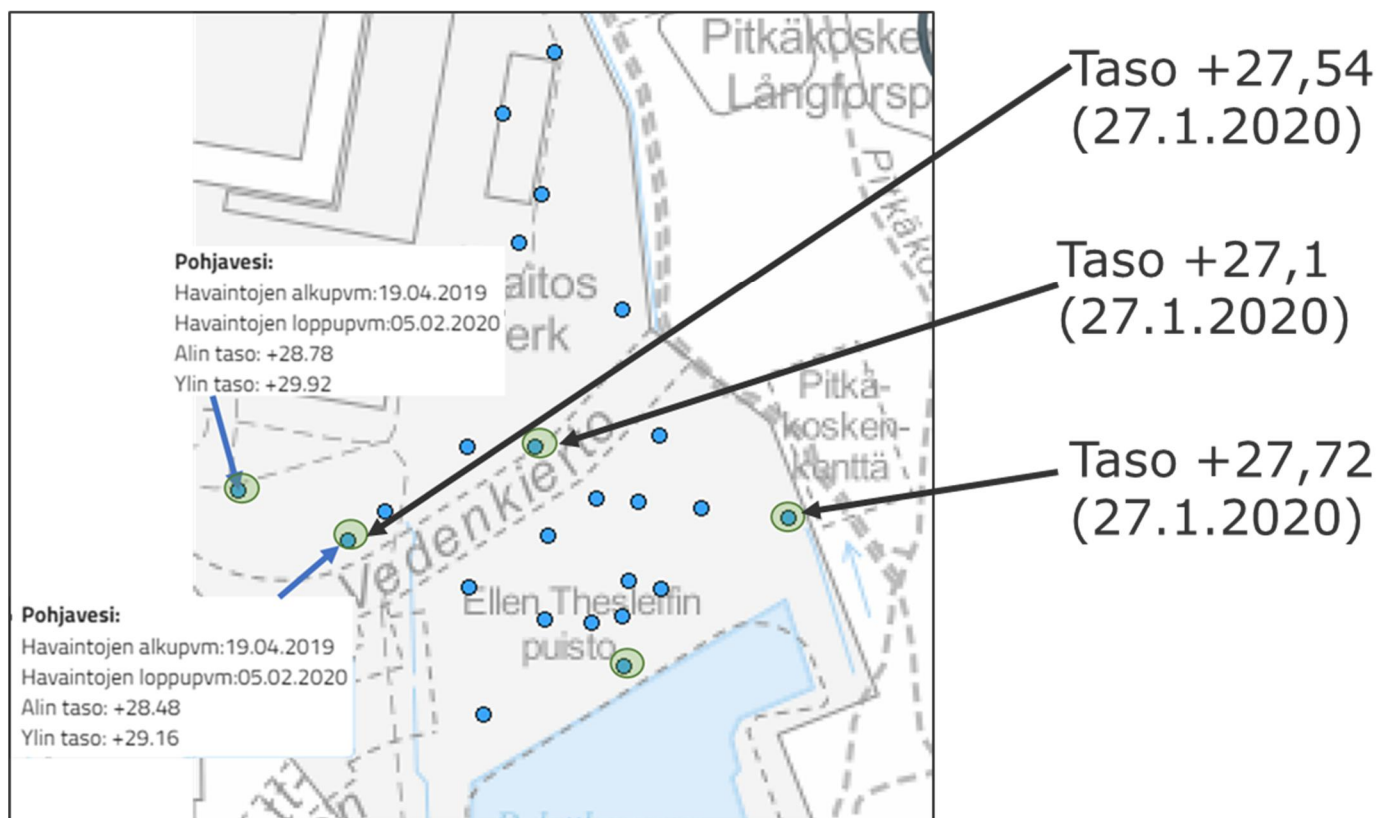 Pitkäkoske
Långforsp
Pitkäko
Taso +27,54
(27.1.2020)
Pohjavesi:
Havaintojen alkupvm:19.04.2019
Havaintojen loppupvm:05.02.2020
Alin taso: +28.78
Ylin taso: +29.92
aitos
erk
Taso +27,1
(27.1.2020)
Pitkä-
kosken-
kenttä
Vedenkierto
Taso +27,72
(27.1.2020)
Ellen Thesleffin
puisto
Pohjavesi:
Havaintojen alkupvm:19.04.2019
Havaintojen loppupvm:05.02.2020
Alin taso: +28.48
Ylin taso: +29.16